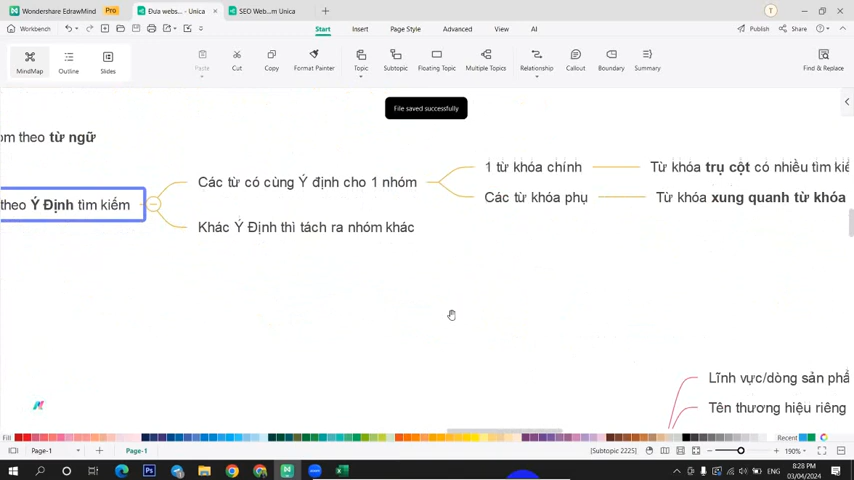 Wondershare EdrawMind Pro Đưa webs... - Unica SEO Web...m Unica T
Workbench Start Insert Page Style Advanced View AI Publish Share
MindMap Outline Slides Paste Cut Copy Format Painter Topic Subtopic Floating Topic Multiple Topics Relationship Callout Boundary Summary Find & Replace
File saved successfully
om theo từ ngữ
1 từ khóa chính Từ khóa trụ cột có nhiều tìm kiế
Các từ có cùng Ý định cho 1 nhóm
theo Ý Định tìm kiếm
Các từ khóa phụ Từ khóa xung quanh từ khóa
Khác Ý Định thì tách ra nhóm khác
Lĩnh vực/dòng sản phẩ
Tên thương hiệu riêng
Fill Recent
Page-1 Page-1 [Subtopic 2225] 190%
ENG 8:28 PM
03/04/2024